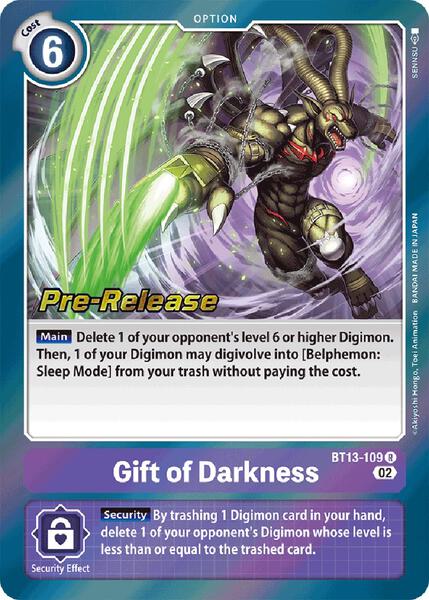 OPTION
Cost
6
SENNSU
Pre-Release
Main Delete 1 of your opponent's level 6 or higher Digimon.
Then, 1 of your Digimon may digivolve into [Belphemon:
Sleep Mode] from your trash without paying the cost.
©Akiyoshi Hongo, Toei Animation BANDAI MADE IN JAPAN
BT13-109 R
Gift of Darkness
02
Security By trashing 1 Digimon card in your hand,
delete 1 of your opponent's Digimon whose level is
less than or equal to the trashed card.
Security Effect